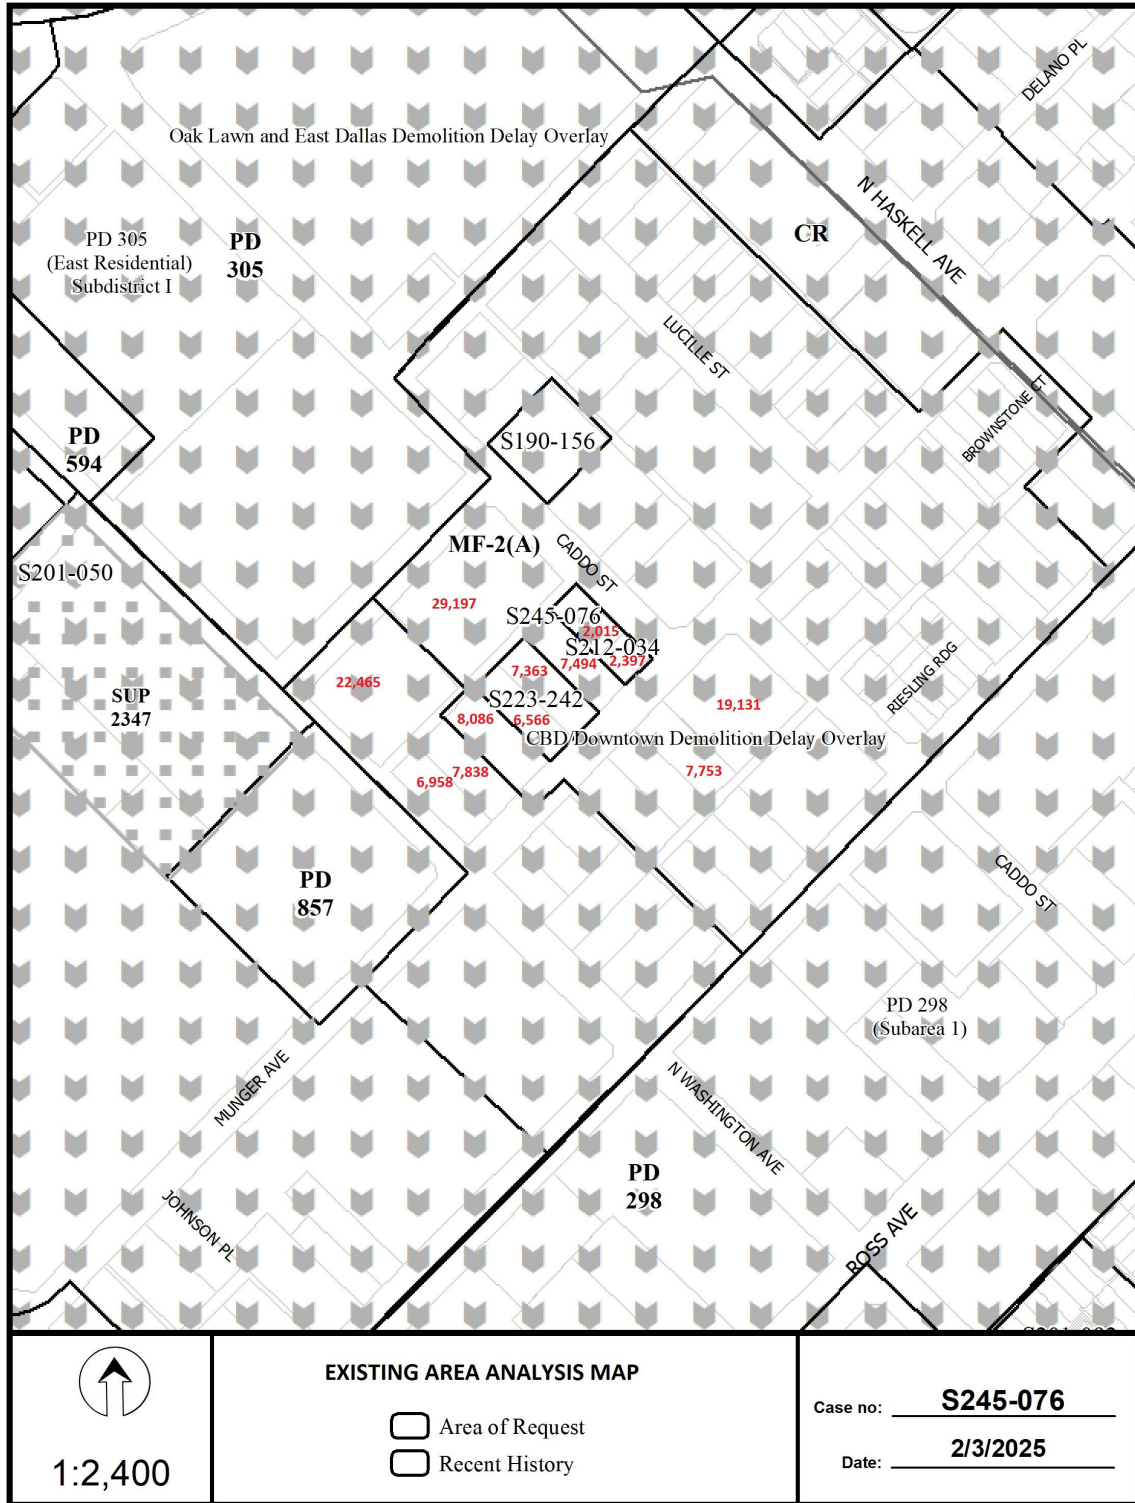 DELANO PL
Oak Lawn and East Dallas Demolition Delay Overlay
N HASKELL AVE
CR
PD 305
(East Residential)
Subdistrict I
PD
305
LUCILLE ST
BROWNSTONE CT
PD
594
S190-156
MF-2(A)
CADDO ST
S201-050
29,197
S245-076
2,015
S212-034
7,494
2,397
7,363
22,465
S223-242
RIESLING RDG
SUP
2347
19,131
8,086
6,566
CBD/Downtown Demolition Delay Overlay
7,838
6,958
7,753
PD
857
CADDO ST
PD 298
(Subarea 1)
MUNGER AVE
N WASHINGTON AVE
PD
298
JOHNSON PL
ROSS AVE
1:2,400
EXISTING AREA ANALYSIS MAP
Area of Request
Recent History
Case no: S245-076
Date: 2/3/2025